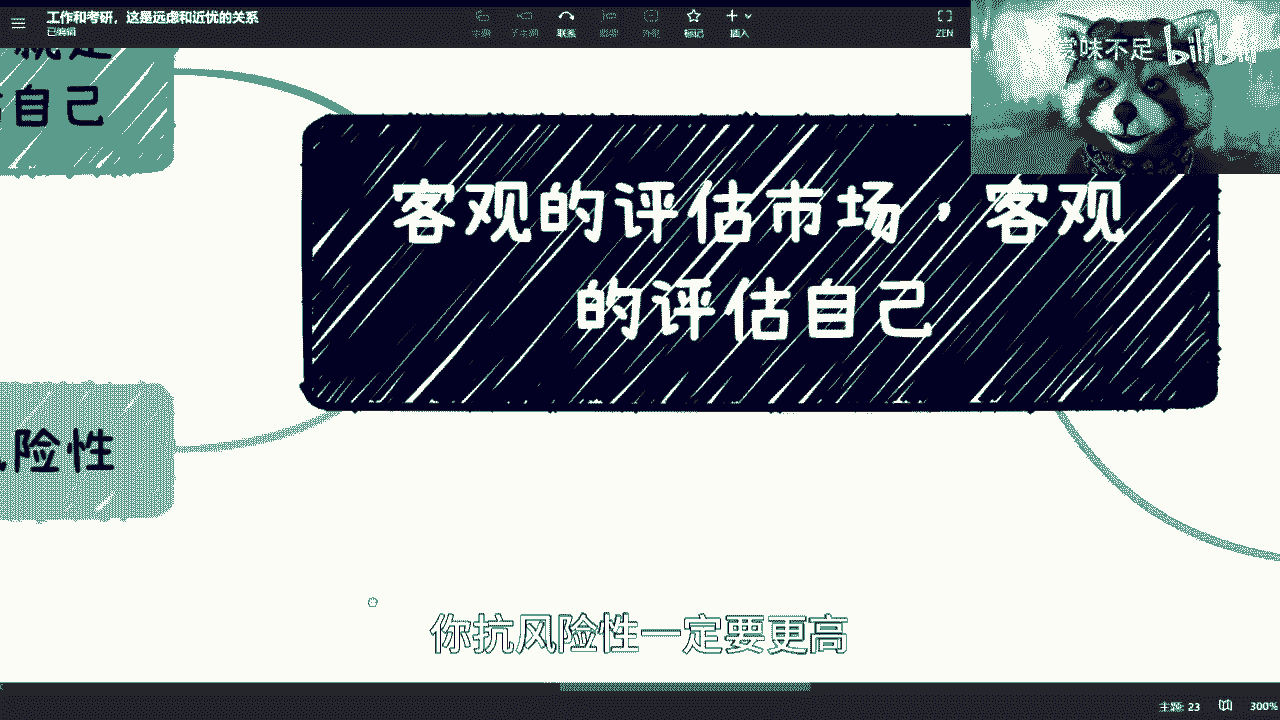 工作和考研，这是远虑和近忧的关系
已编辑
主题
子主题
联系
概要
外框
标记
插入
ZEN
赏味不足 bilibili
就是
自己
客观的评估市场，客观
的评估自己
险性
你抗风险性一定要更高
主题: 23
300%